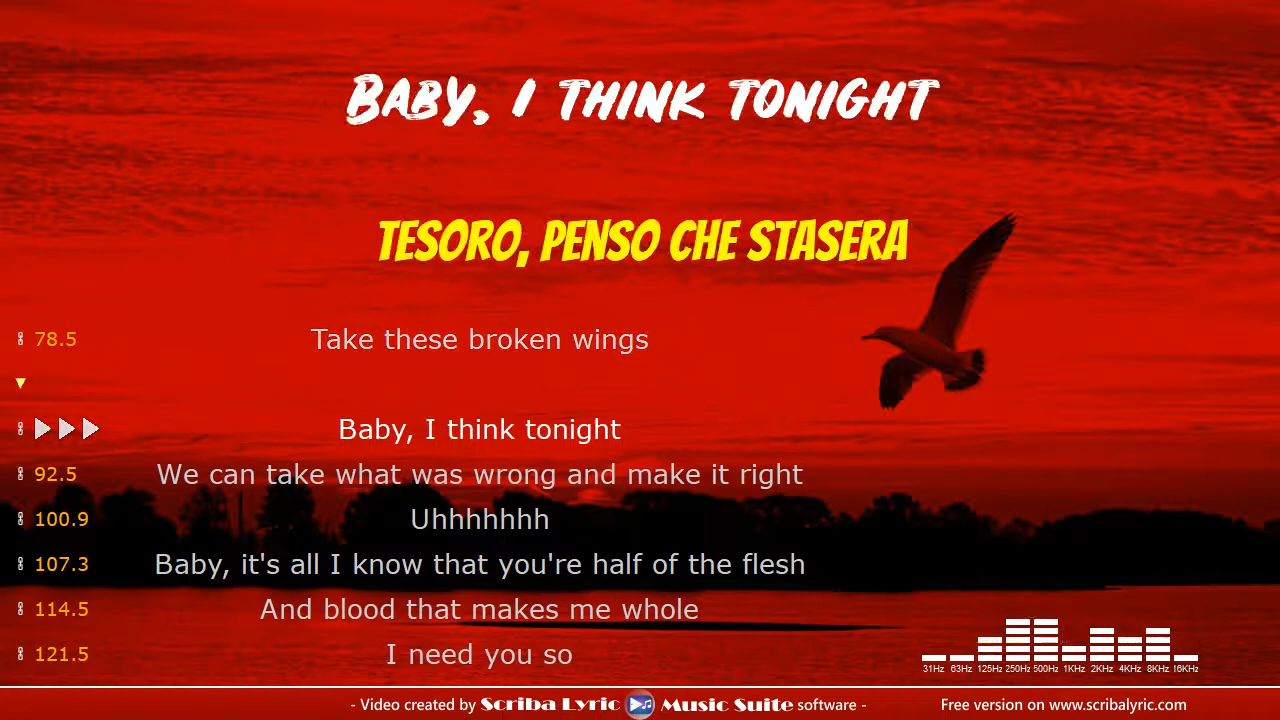 BABY, I THINK TONIGHT
TESORO, PENSO CHE STASERA
78.5 Take these broken wings
Baby, I think tonight
92.5 We can take what was wrong and make it right
100.9 Uhhhhhhh
107.3 Baby, it's all I know that you're half of the flesh
114.5 And blood that makes me whole
121.5 I need you so
31Hz 63Hz 125Hz 250Hz 500Hz 1KHz 2KHz 4KHz 8KHz 16KHz
- Video created by Scriba Lyric Music Suite software - Free version on www.scribalyric.com